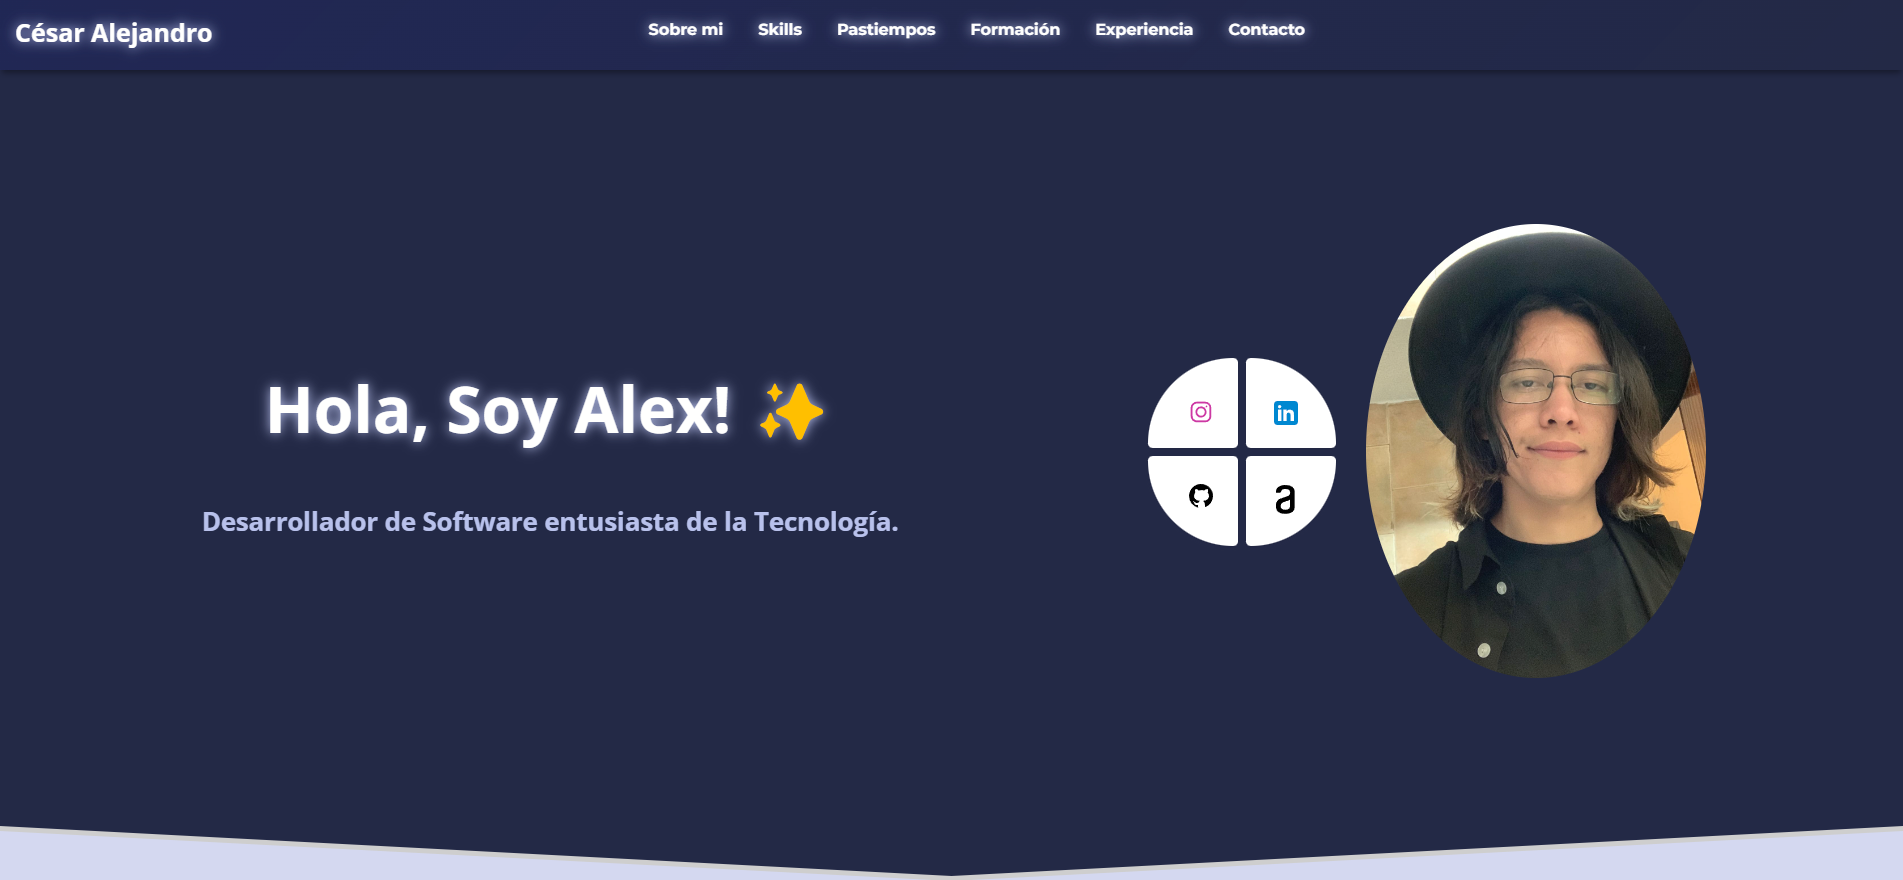 César Alejandro
Sobre mi Skills Pastiempos Formación Experiencia Contacto
Hola, Soy Alex! ✨
Desarrollador de Software entusiasta de la Tecnología.
in
a